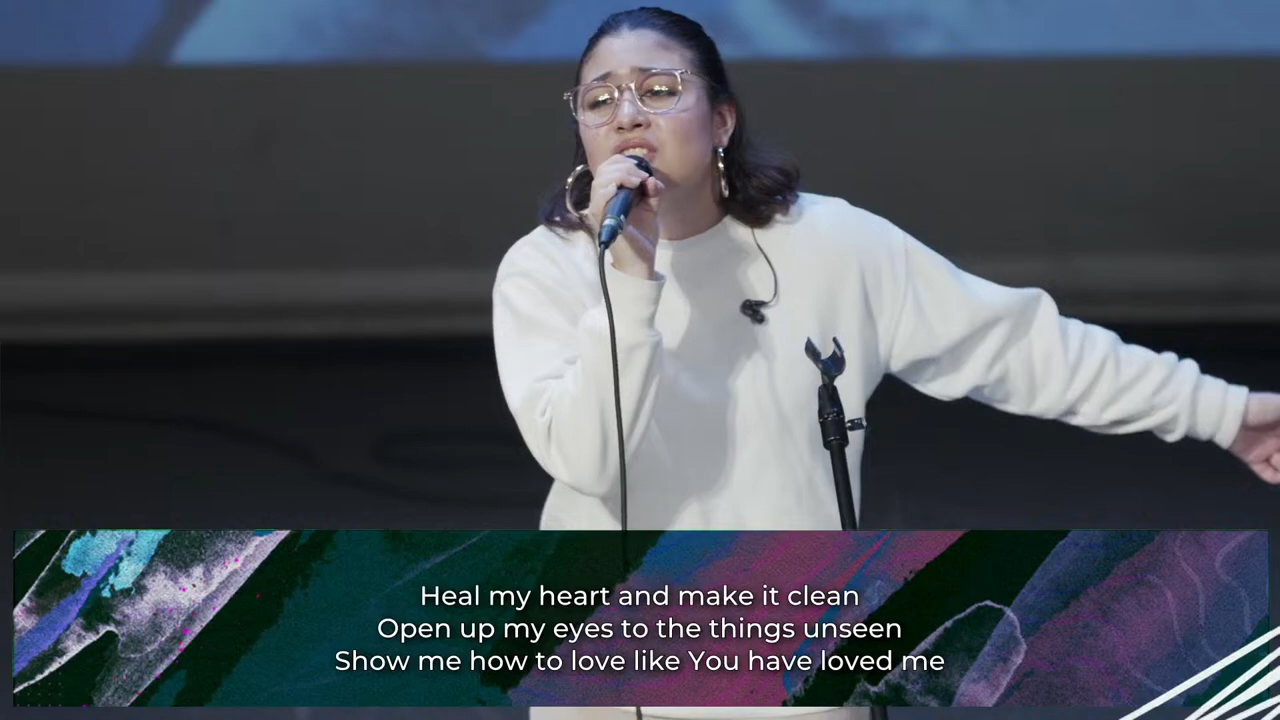 Heal my heart and make it clean
Open up my eyes to the things unseen
Show me how to love like You have loved me